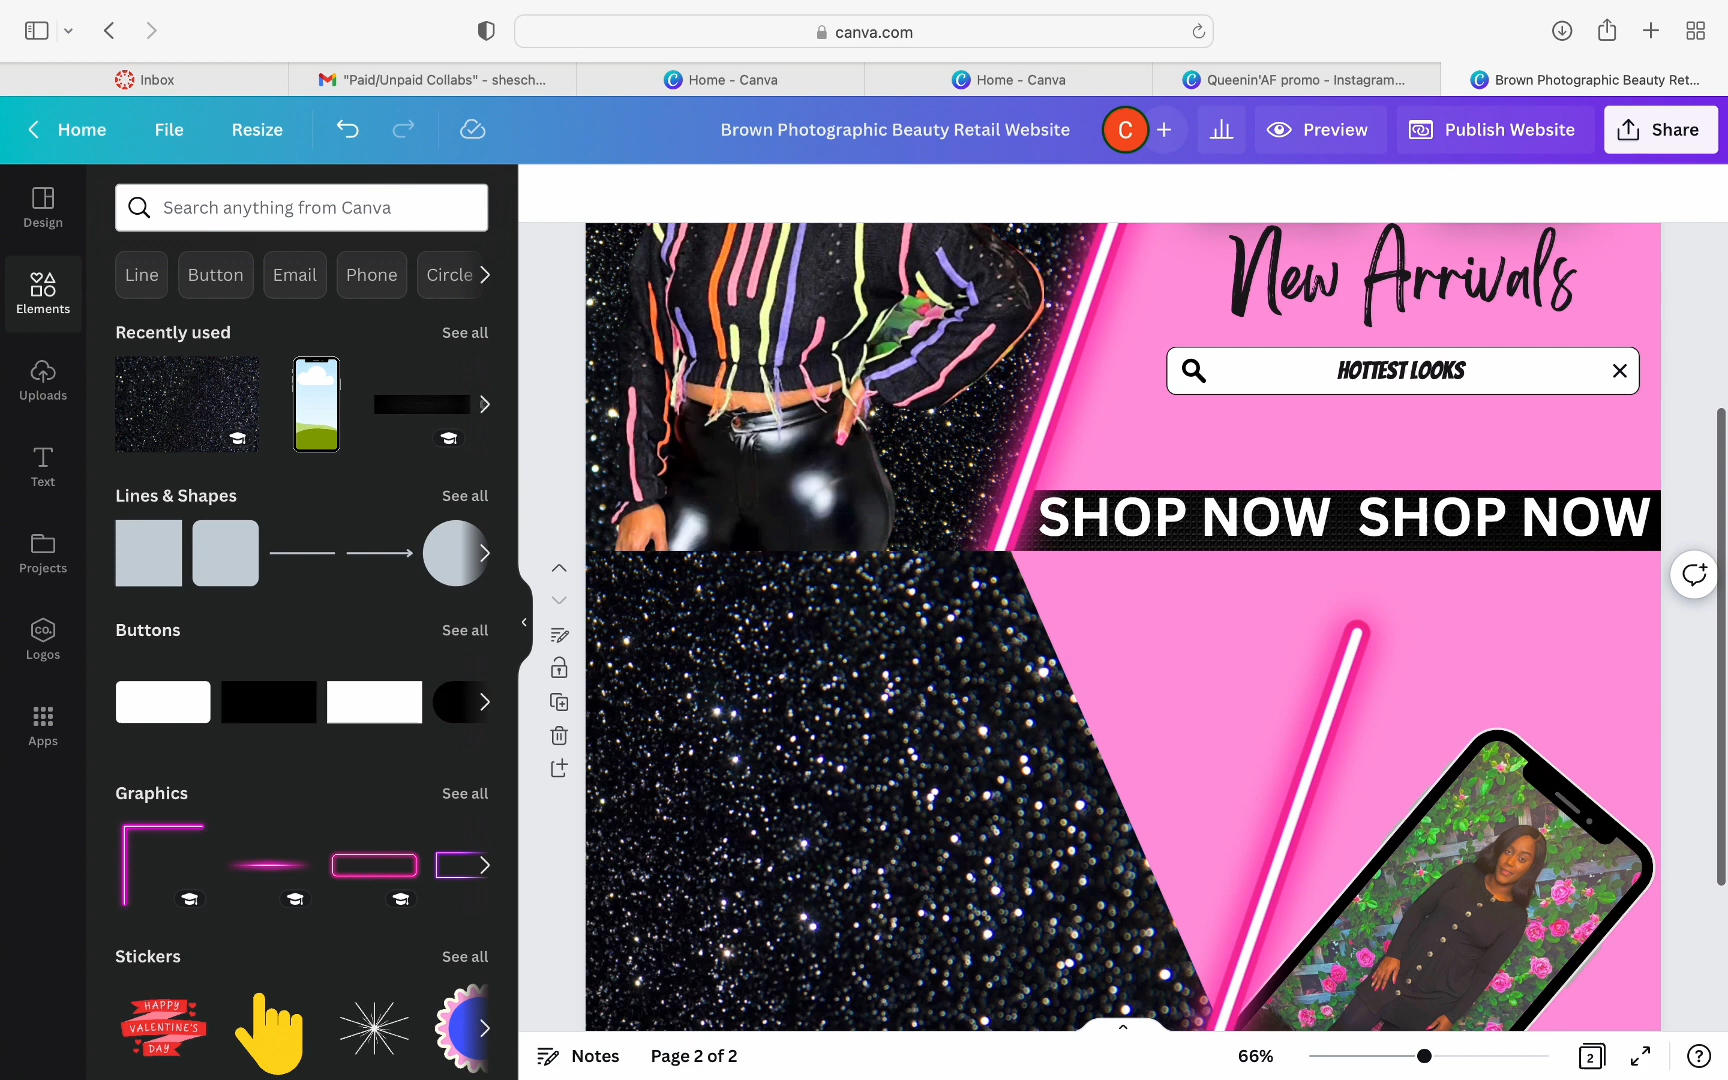 canva.com
Inbox
"Paid/Unpaid Collabs" - shesch...
Home - Canva
Home - Canva
Queenin'AF promo - Instagram...
Brown Photographic Beauty Ret...
Home
File
Resize
Brown Photographic Beauty Retail Website
C
Preview
Publish Website
Share
Design
Elements
Uploads
Text
Projects
CO.
Logos
Apps
Search anything from Canva
Line
Button
Email
Phone
Circle
Recently used
See all
Lines & Shapes
See all
Buttons
See all
Graphics
See all
Stickers
See all
HAPPY
VALENTINE'S
DAY
New Arrivals
HOTTEST LOOKS
SHOP NOW SHOP NOW
Notes
Page 2 of 2
66%
2